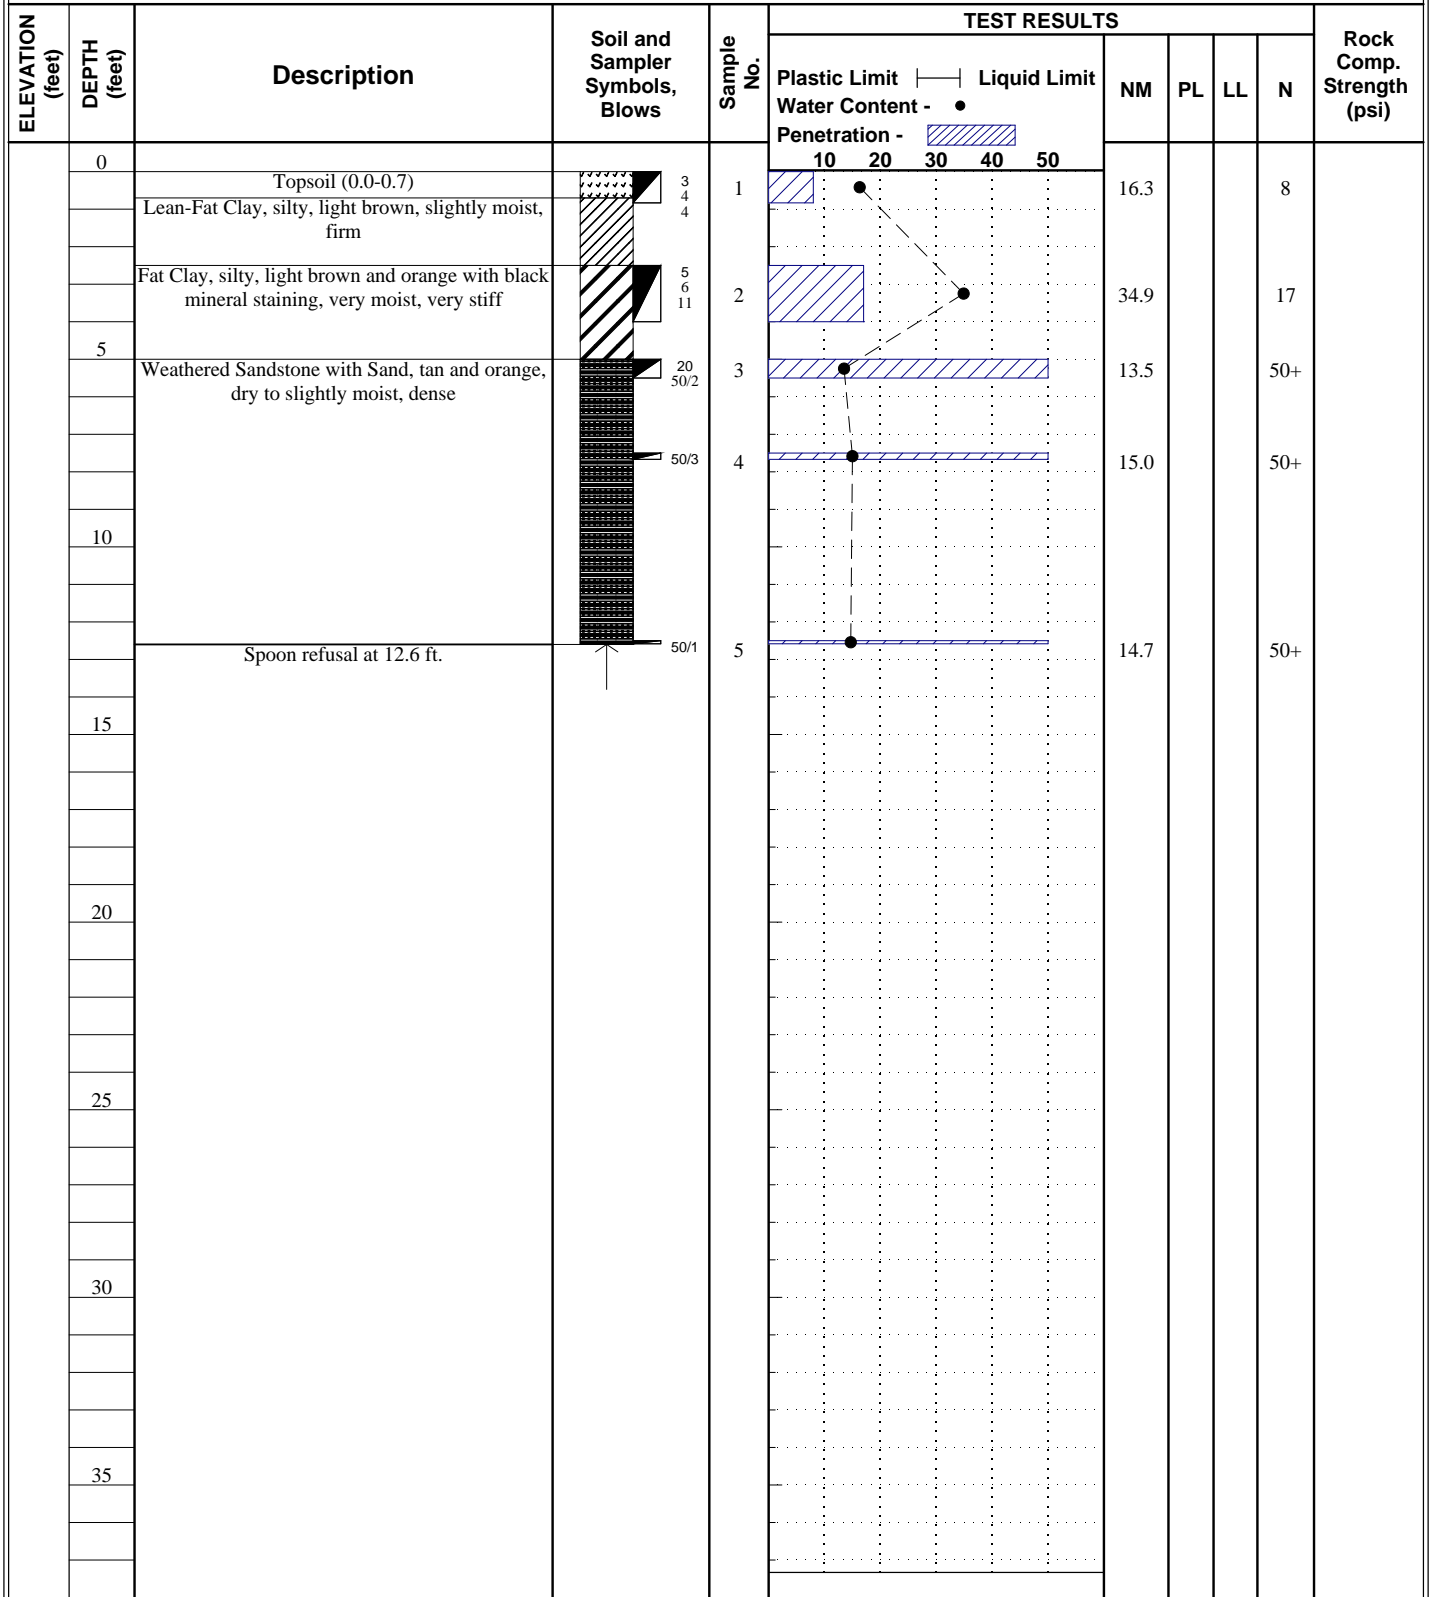 ELEVATION
(feet)
DEPTH
(feet)
Description
Soil and
Sampler
Symbols,
Blows
Sample
No.
TEST RESULTS
Plastic Limit Liquid Limit
Water Content -
Penetration -
10 20 30 40 50
NM PL LL N
Rock
Comp.
Strength
(psi)
0
Topsoil (0.0-0.7)
3
4
4
1 16.3 8
Lean-Fat Clay, silty, light brown, slightly moist,
firm
Fat Clay, silty, light brown and orange with black
mineral staining, very moist, very stiff
5
6
11
2 34.9 17
5
Weathered Sandstone with Sand, tan and orange,
dry to slightly moist, dense
20
50/2
3 13.5 50+
50/3
4 15.0 50+
10
50/1
5 14.7 50+
Spoon refusal at 12.6 ft.
15
20
25
30
35